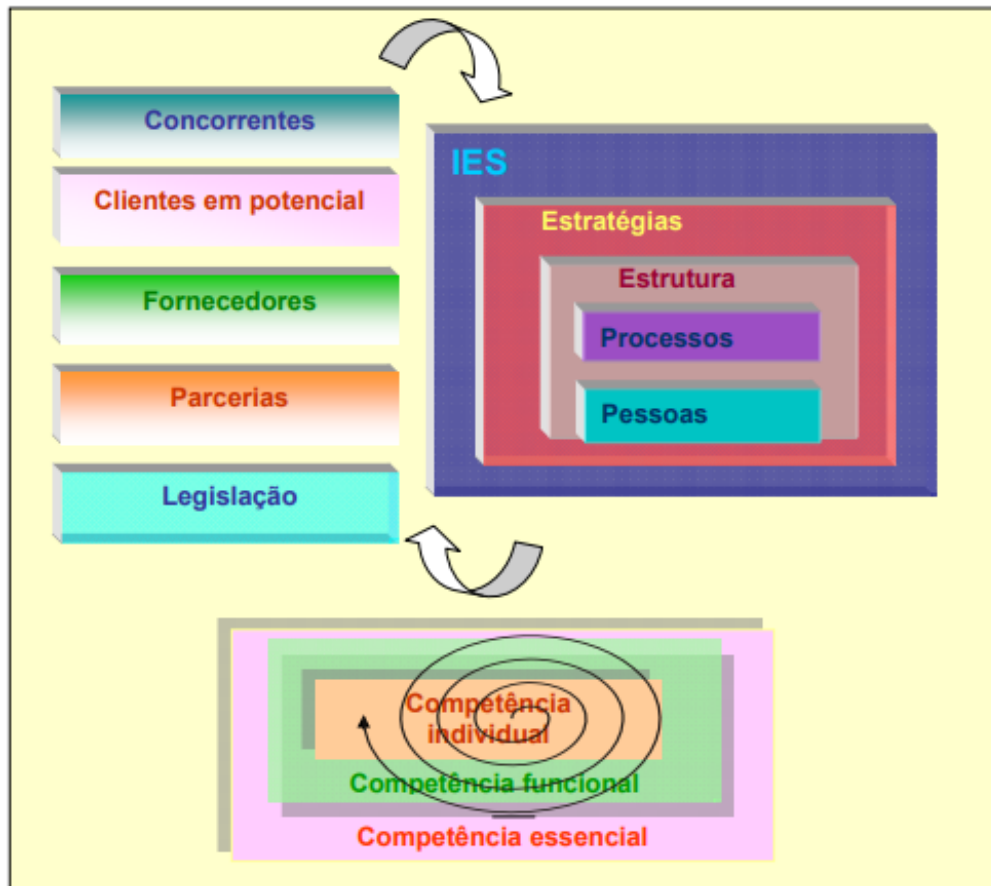 Concorrentes
Clientes em potencial
Fornecedores
Parcerias
Legislação
IES
Estratégias
Estrutura
Processos
Pessoas
Competência
individual
Competência funcional
Competência essencial